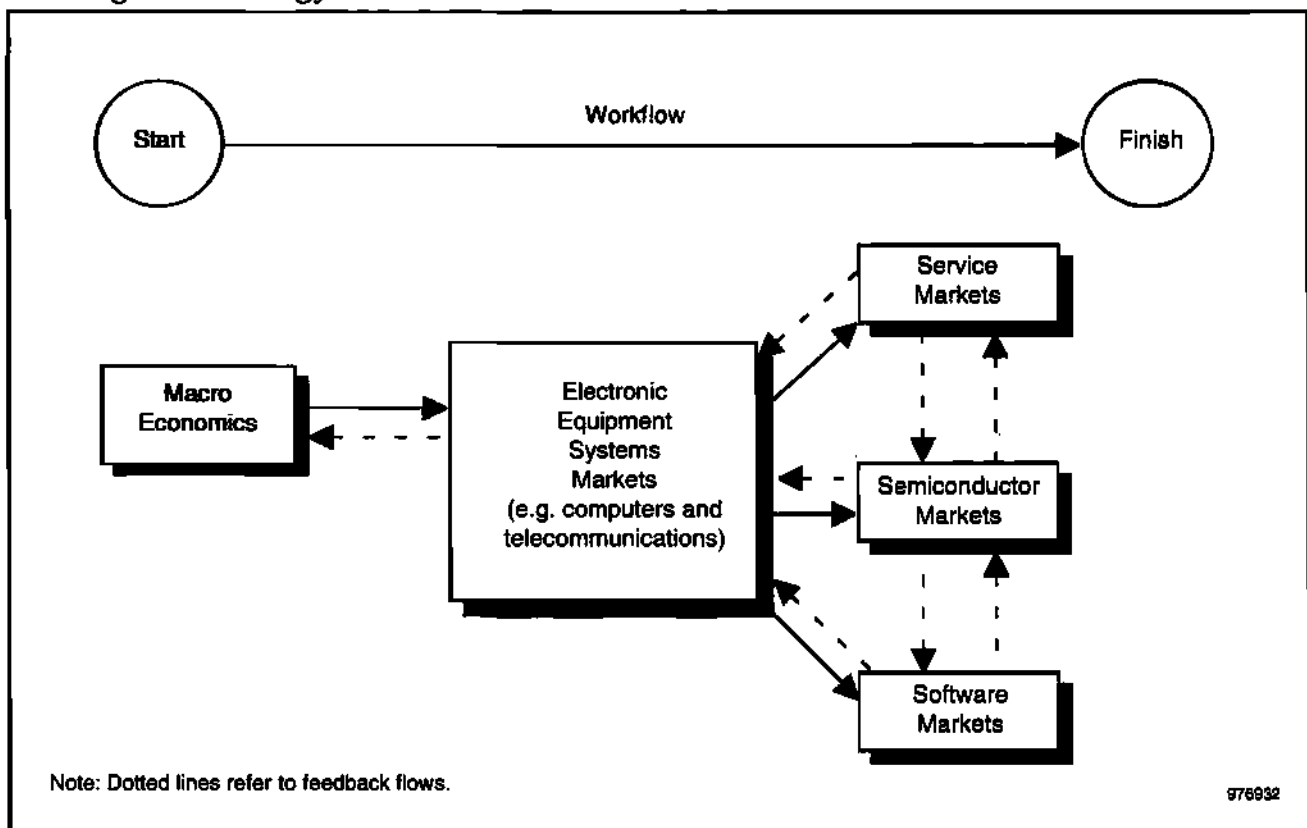 Workflow
Start
Finish
Service
Markets
Macro
Economics
Electronic
Equipment
Systems
Markets
(e.g. computers and
telecommunications)
Semiconductor
Markets
Software
Markets
Note: Dotted lines refer to feedback flows.
976932